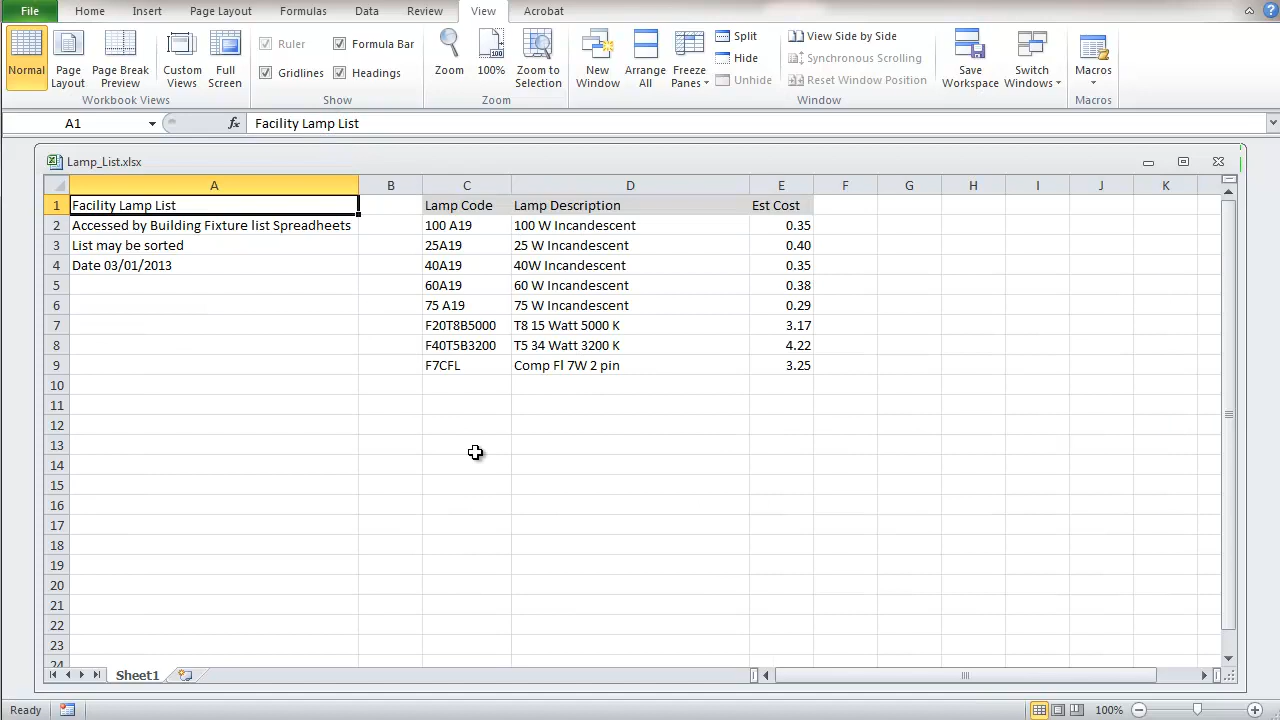 File Home Insert Page Layout Formulas Data Review View Acrobat
Normal
Page Layout
Page Break Preview
Custom Views
Full Screen
Workbook Views
Ruler
Formula Bar
Gridlines
Headings
Show
Zoom
100%
Zoom to Selection
Zoom
New Window
Arrange All
Freeze Panes
Split
Hide
Unhide
View Side by Side
Synchronous Scrolling
Reset Window Position
Window
Save Workspace
Switch Windows
Macros
Macros
A1 fx Facility Lamp List
Lamp_List.xlsx
A B C D E F G H I J K
1 Facility Lamp List Lamp Code Lamp Description Est Cost
2 Accessed by Building Fixture list Spreadheets 100 A19 100 W Incandescent 0.35
3 List may be sorted 25A19 25 W Incandescent 0.40
4 Date 03/01/2013 40A19 40W Incandescent 0.35
5 60A19 60 W Incandescent 0.38
6 75 A19 75 W Incandescent 0.29
7 F20T8B5000 T8 15 Watt 5000 K 3.17
8 F40T5B3200 T5 34 Watt 3200 K 4.22
9 F7CFL Comp Fl 7W 2 pin 3.25
10
11
12
13
14
15
16
17
18
19
20
21
22
23
24
Sheet1
Ready 100%